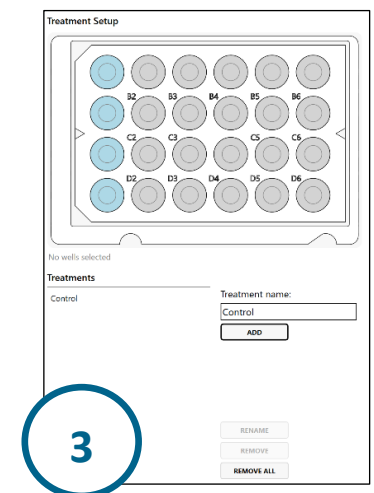 Treatment Setup
B2 B3 B4 B5 B6
C2 C3 C5 C6
D2 D3 D4 D5 D6
No wells selected
Treatments
Control
Treatment name:
Control
ADD
RENAME
REMOVE
REMOVE ALL
3